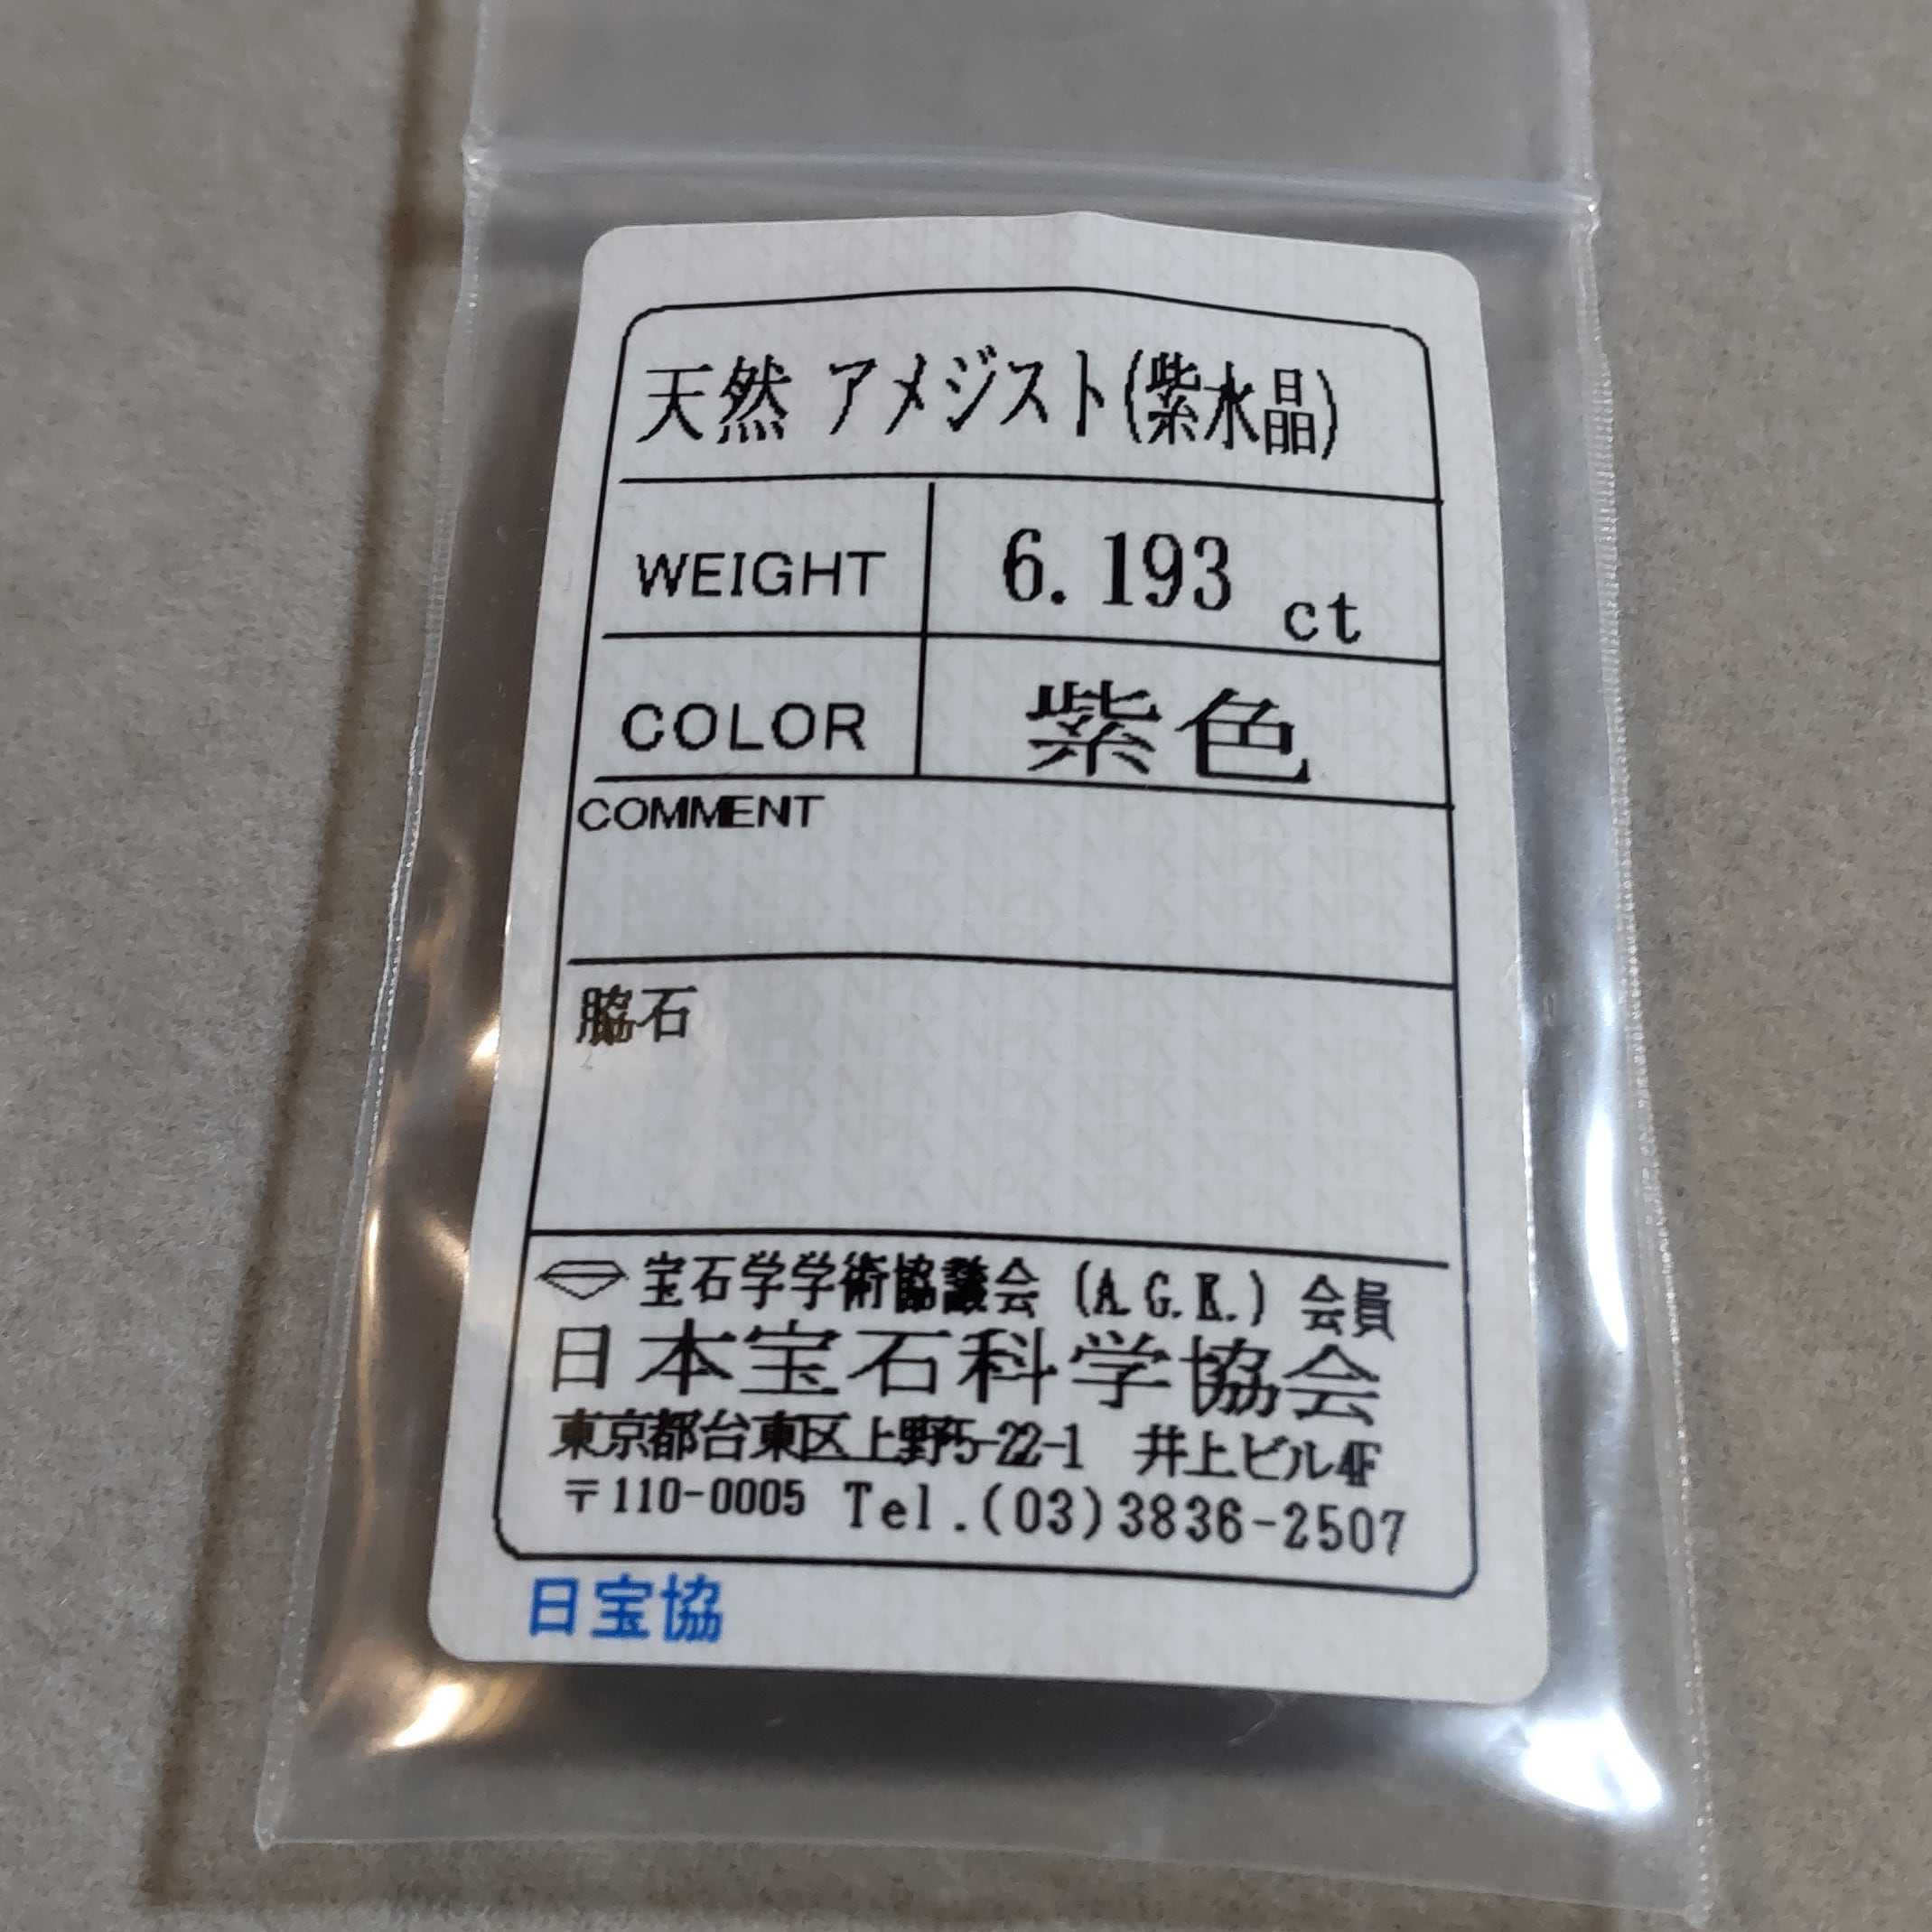 天然 アメジスト(紫水晶)
WEIGHT 6.193 ct
COLOR 紫色
COMMENT
脇石
宝石学学術協議会 (A.G.K.) 会員
日本宝石科学協会
東京都台東区上野5-22-1 井上ビル4F
〒110-0005 Tel.(03)3836-2507
日宝協